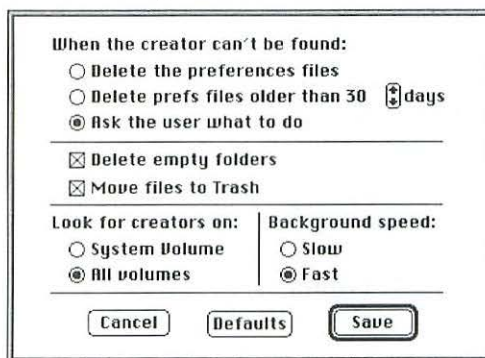 When the creator can't be found:
Delete the preferences files
Delete prefs files older than 30 days
Ask the user what to do
Delete empty folders
Move files to Trash
Look for creators on:
System Volume
All volumes
Background speed:
Slow
Fast
Cancel
Defaults
Save